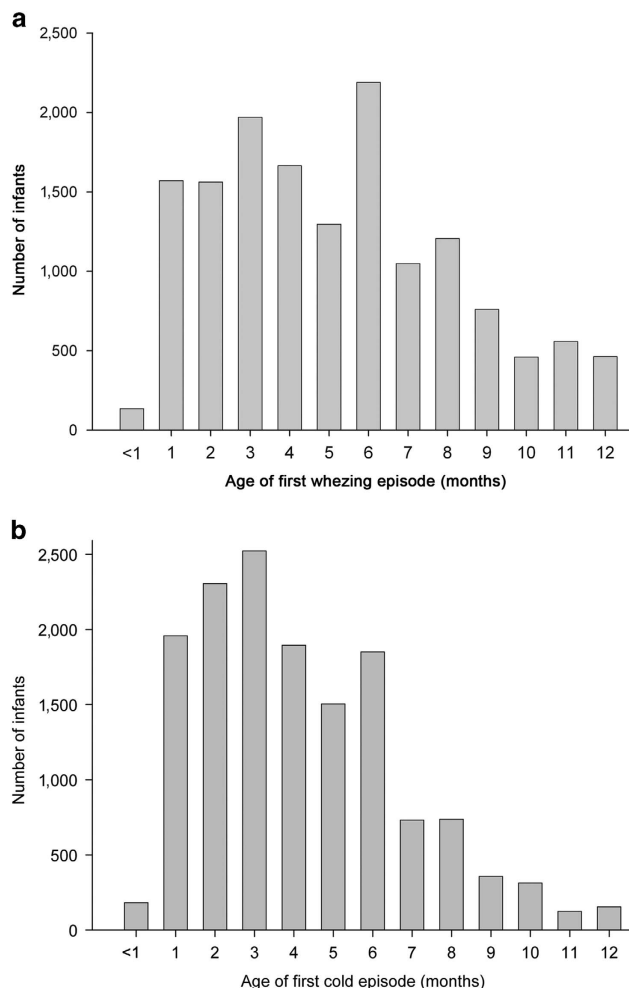 a
2,500
2,000
1,500
1,000
500
0
Number of infants
<1 1 2 3 4 5 6 7 8 9 10 11 12
Age of first whezing episode (months)
b
2,500
2,000
1,500
1,000
500
0
Number of infants
<1 1 2 3 4 5 6 7 8 9 10 11 12
Age of first cold episode (months)